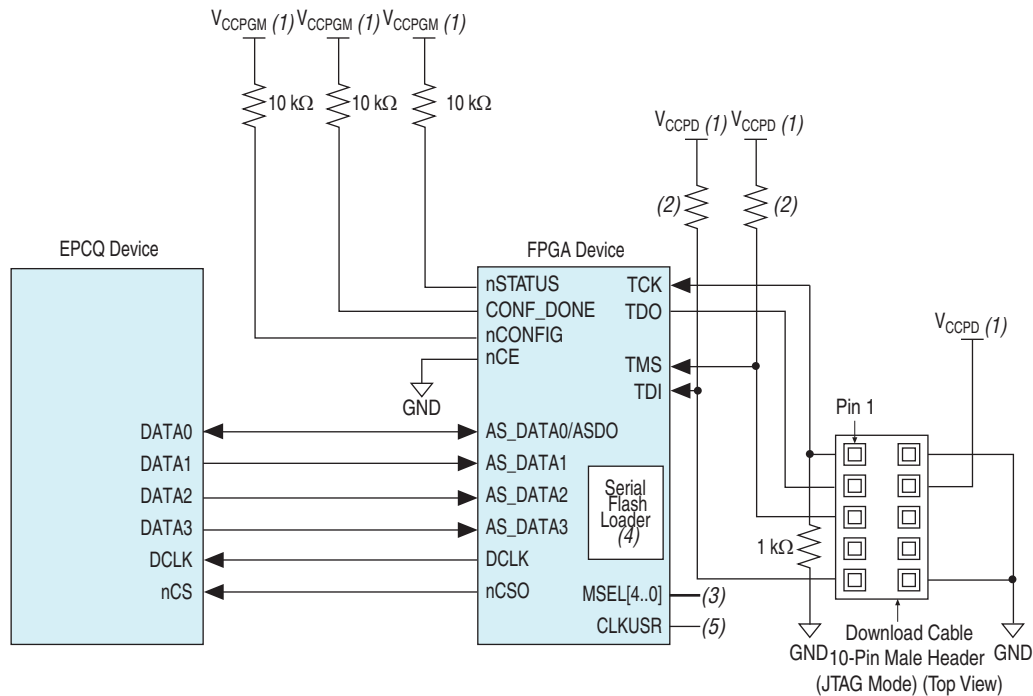 VCCPGM (1) VCCPGM (1) VCCPGM (1)
10 kΩ 10 kΩ 10 kΩ
VCCPD (1) VCCPD (1)
(2) (2)
EPCQ Device
FPGA Device
nSTATUS
CONF_DONE
nCONFIG
nCE
GND
TCK
TDO
TMS
TDI
VCCPD (1)
Pin 1
DATA0
DATA1
DATA2
DATA3
DCLK
nCS
AS_DATA0/ASDO
AS_DATA1
AS_DATA2
AS_DATA3
DCLK
nCSO
Serial
Flash
Loader
(4)
MSEL[4..0] (3)
CLKUSR (5)
1 kΩ
GND
GND
Download Cable
10-Pin Male Header
(JTAG Mode) (Top View)